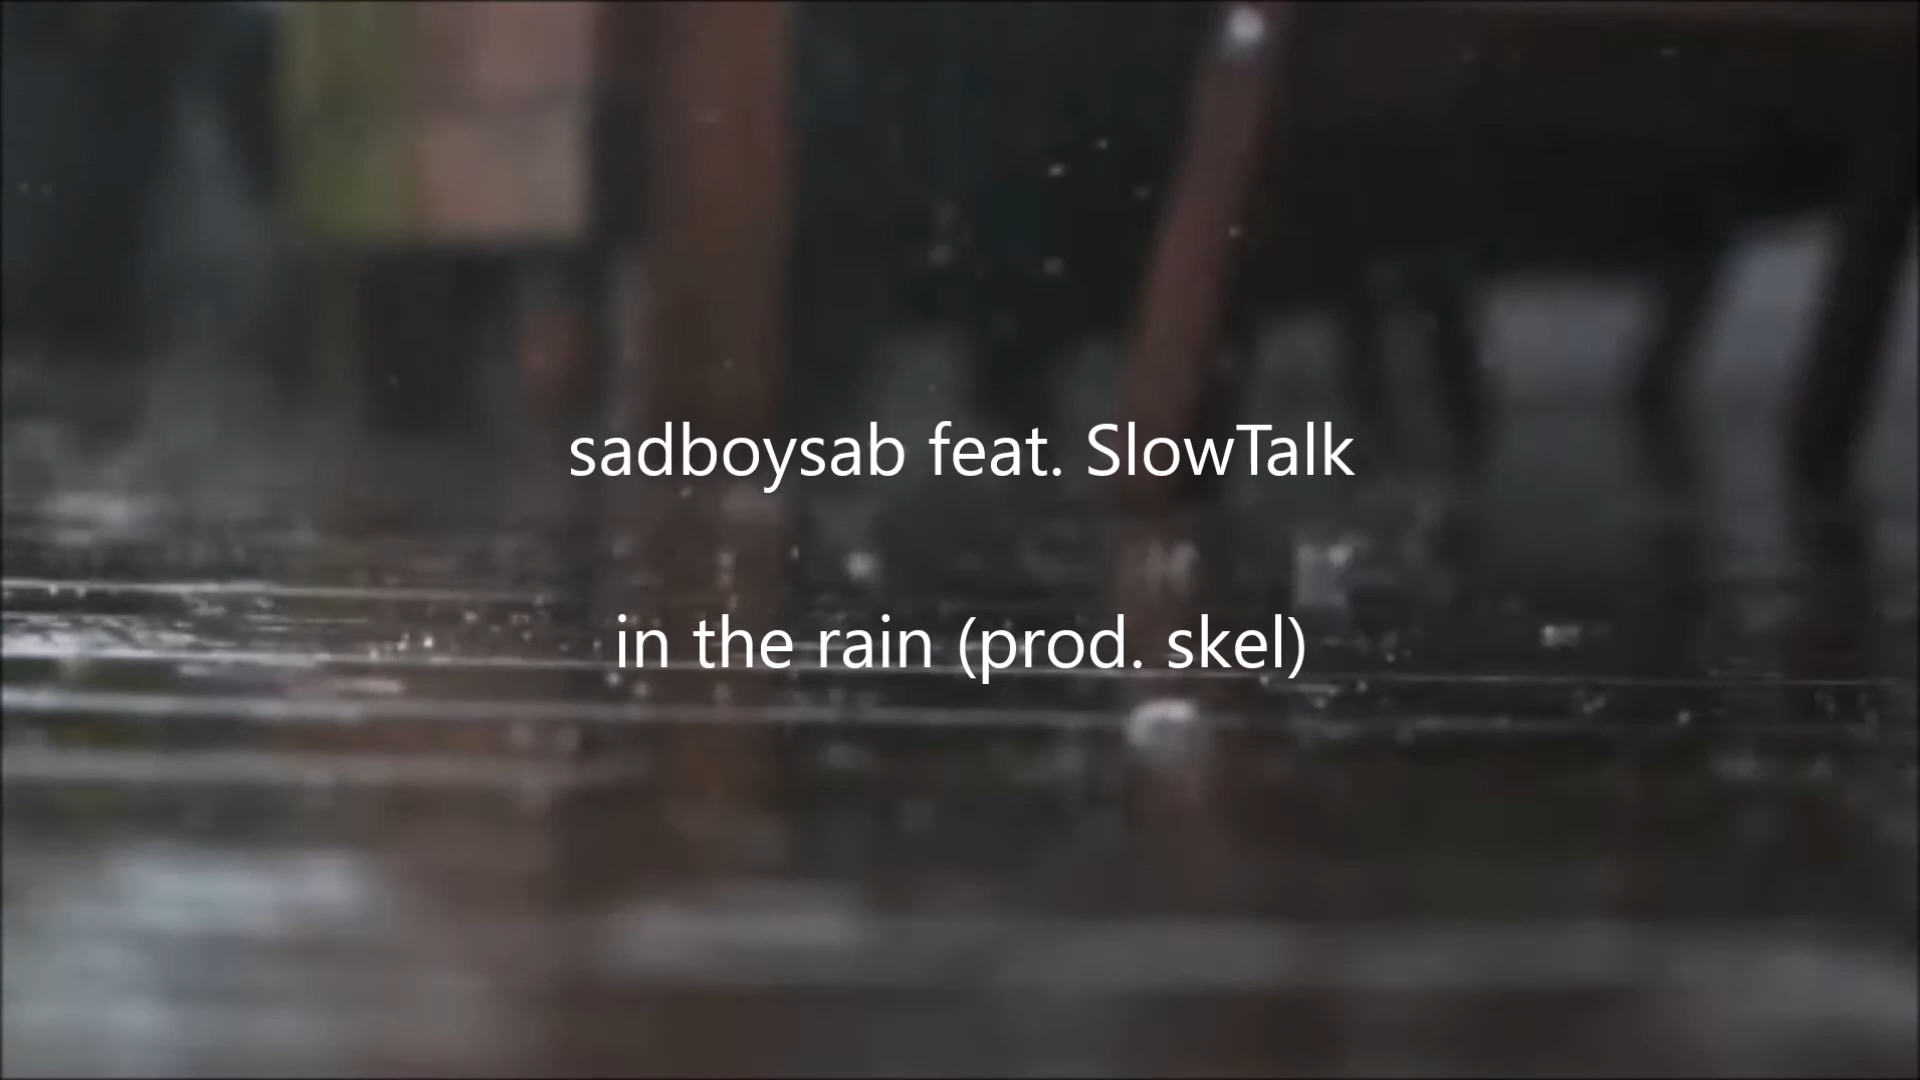 sadboysab feat. SlowTalk
in the rain (prod. skel)